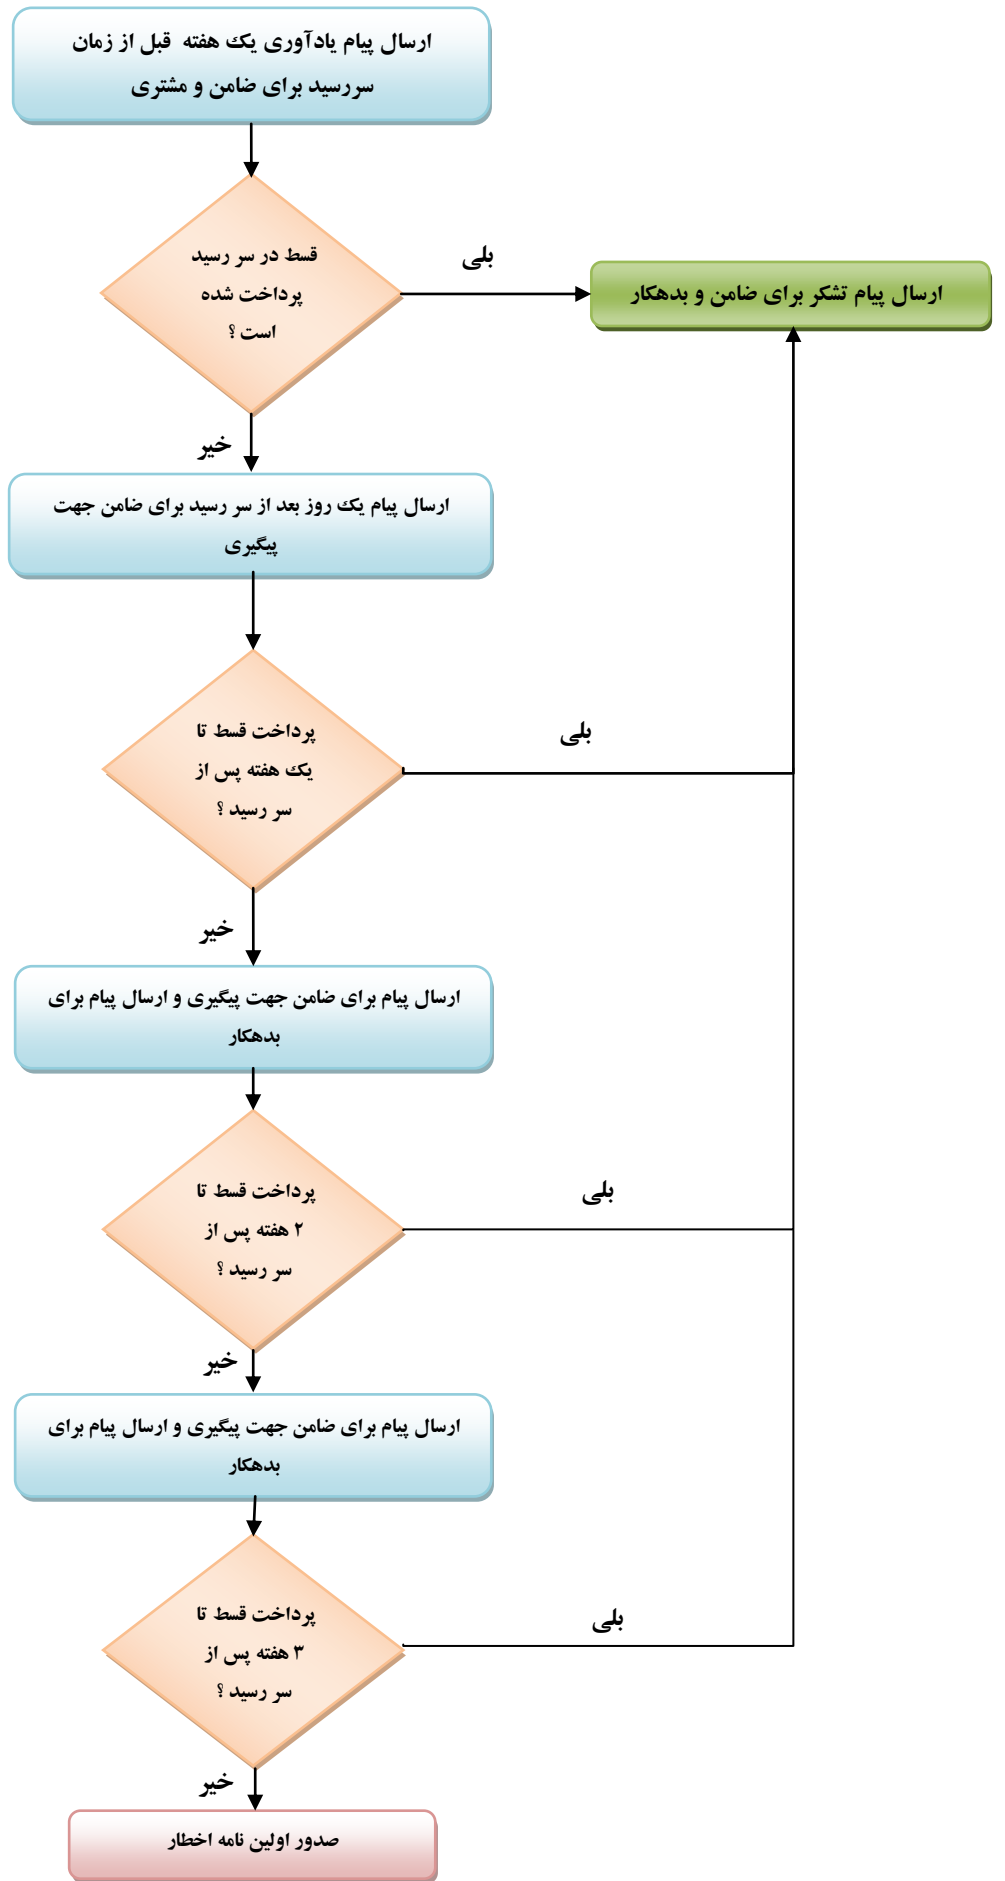 ارسال پیام یادآوری یک هفته قبل از زمان
سررسید برای ضامن و مشتری
قسط در سر رسید
پرداخت شده
است ؟
بلی
ارسال پیام تشکر برای ضامن و بدهکار
خیر
ارسال پیام یک روز بعد از سر رسید برای ضامن جهت
پیگیری
پرداخت قسط تا
یک هفته پس از
سر رسید ؟
بلی
خیر
ارسال پیام برای ضامن جهت پیگیری و ارسال پیام برای
بدهکار
پرداخت قسط تا
۲ هفته پس از
سر رسید ؟
بلی
خیر
ارسال پیام برای ضامن جهت پیگیری و ارسال پیام برای
بدهکار
پرداخت قسط تا
۳ هفته پس از
سر رسید ؟
بلی
خیر
صدور اولین نامه اخطار